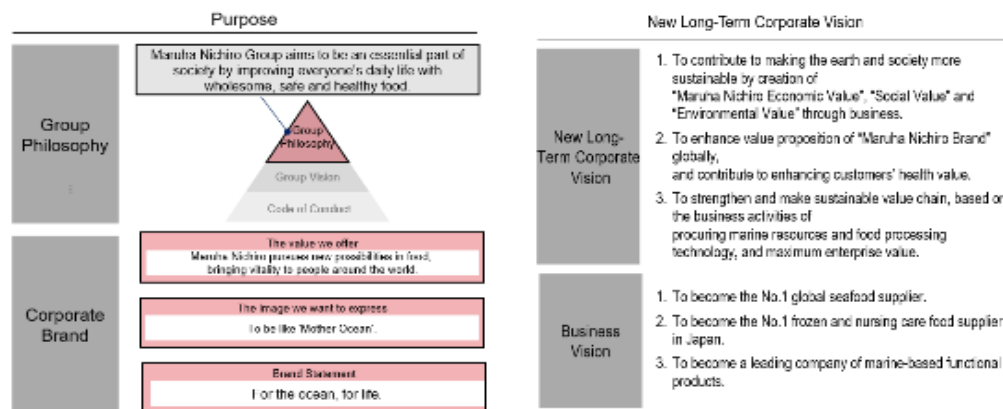 Purpose
Group
Philosophy
Maruha Nichiro Group aims to be an essential part of
society by improving everyone's daily life with
wholesome, safe and healthy food.
Group
Philosophy
Group Vision
Code of Conduct
Corporate
Brand
The value we offer
Maruha Nichiro pursues new possibilities in food,
bringing vitality to people around the world.
The image we want to express
To be like 'Mother Ocean'.
Brand Statement
For the ocean, for life.
New Long-Term Corporate Vision
New Long-
Term Corporate
Vision
1. To contribute to making the earth and society more
sustainable by creation of
"Maruha Nichiro Economic Value", "Social Value" and
"Environmental Value" through business.
2. To enhance value proposition of "Maruha Nichiro Brand"
globally,
and contribute to enhancing customers' health value.
3. To strengthen and make sustainable value chain, based on
the business activities of
procuring marine resources and food processing
technology, and maximum enterprise value.
Business
Vision
1. To become the No.1 global seafood supplier.
2. To become the No.1 frozen and nursing care food supplier
in Japan.
3. To become a leading company of marine-based functional
products.